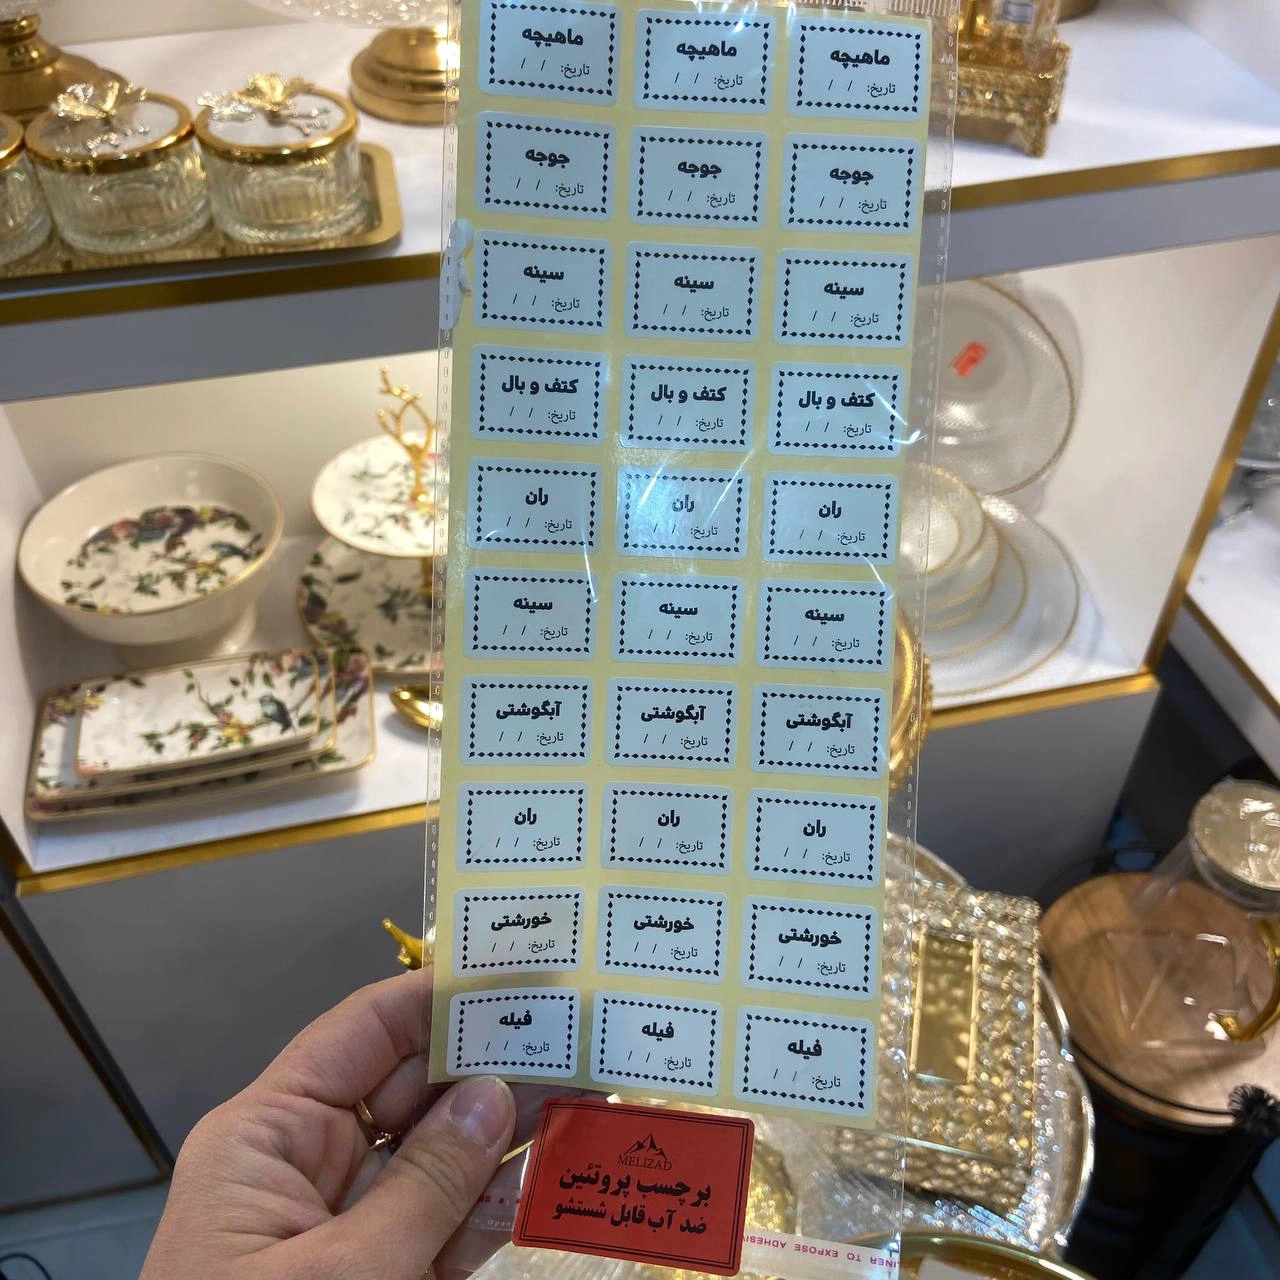 ماهیچه ماهیچه ماهیچه
تاریخ: / / تاریخ: / / تاریخ: / /
جوجه جوجه جوجه
تاریخ: / / تاریخ: / / تاریخ: / /
سینه سینه سینه
تاریخ: / / تاریخ: / / تاریخ: / /
کتف و بال کتف و بال کتف و بال
تاریخ: / / تاریخ: / / تاریخ: / /
ران ران ران
تاریخ: / / تاریخ: / / تاریخ: / /
سینه سینه سینه
تاریخ: / / تاریخ: / / تاریخ: / /
آبگوشتی آبگوشتی آبگوشتی
تاریخ: / / تاریخ: / / تاریخ: / /
ران ران ران
تاریخ: / / تاریخ: / / تاریخ: / /
خورشتی خورشتی خورشتی
تاریخ: / / تاریخ: / / تاریخ: / /
فیله فیله فیله
تاریخ: / / تاریخ: / / تاریخ: / /
MELIZAD
برچسب پروتئین
ضد آب قابل شستشو
LINER TO EXPOSE ADHESIV